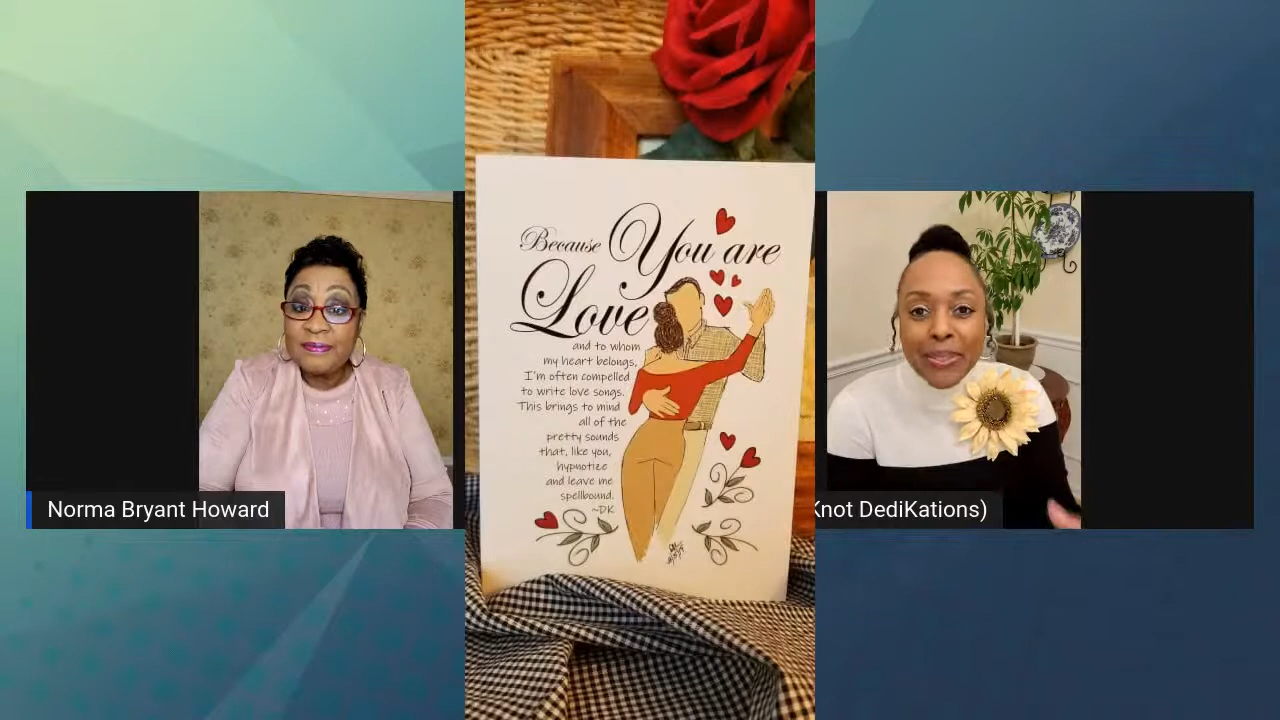 Because You are
Love
and to whom
my heart belongs,
I'm often compelled
to write love songs.
This brings to mind
all of the
pretty sounds
that, like you,
hypnotize
and leave me
spellbound.
~DK
Norma Bryant Howard
Knot DediKations)